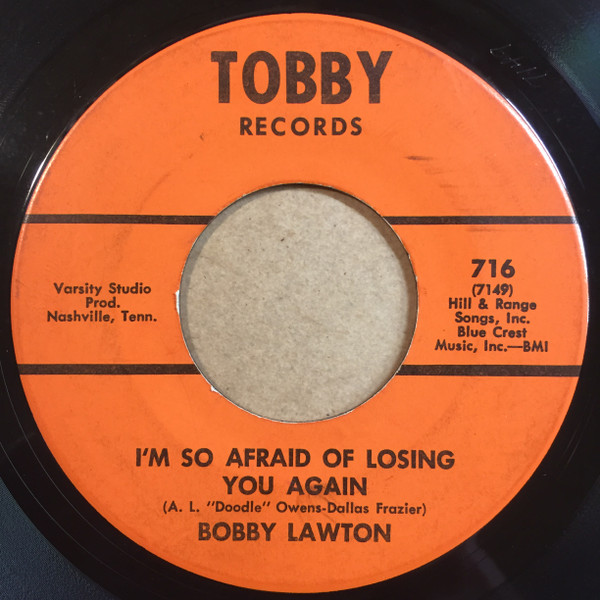 TOBBY
RECORDS
Varsity Studio
Prod.
Nashville, Tenn.
716
(7149)
Hill & Range
Songs, Inc.
Blue Crest
Music, Inc.—BMI
I'M SO AFRAID OF LOSING
YOU AGAIN
(A. L. "Doodle" Owens-Dallas Frazier)
BOBBY LAWTON